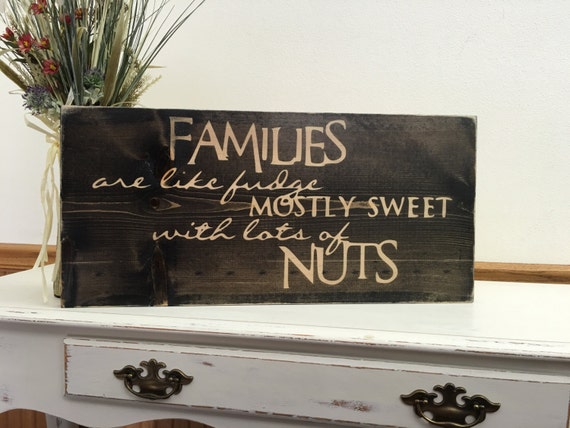 FAMILIES
are like fudge
MOSTLY SWEET
with lots of
NUTS